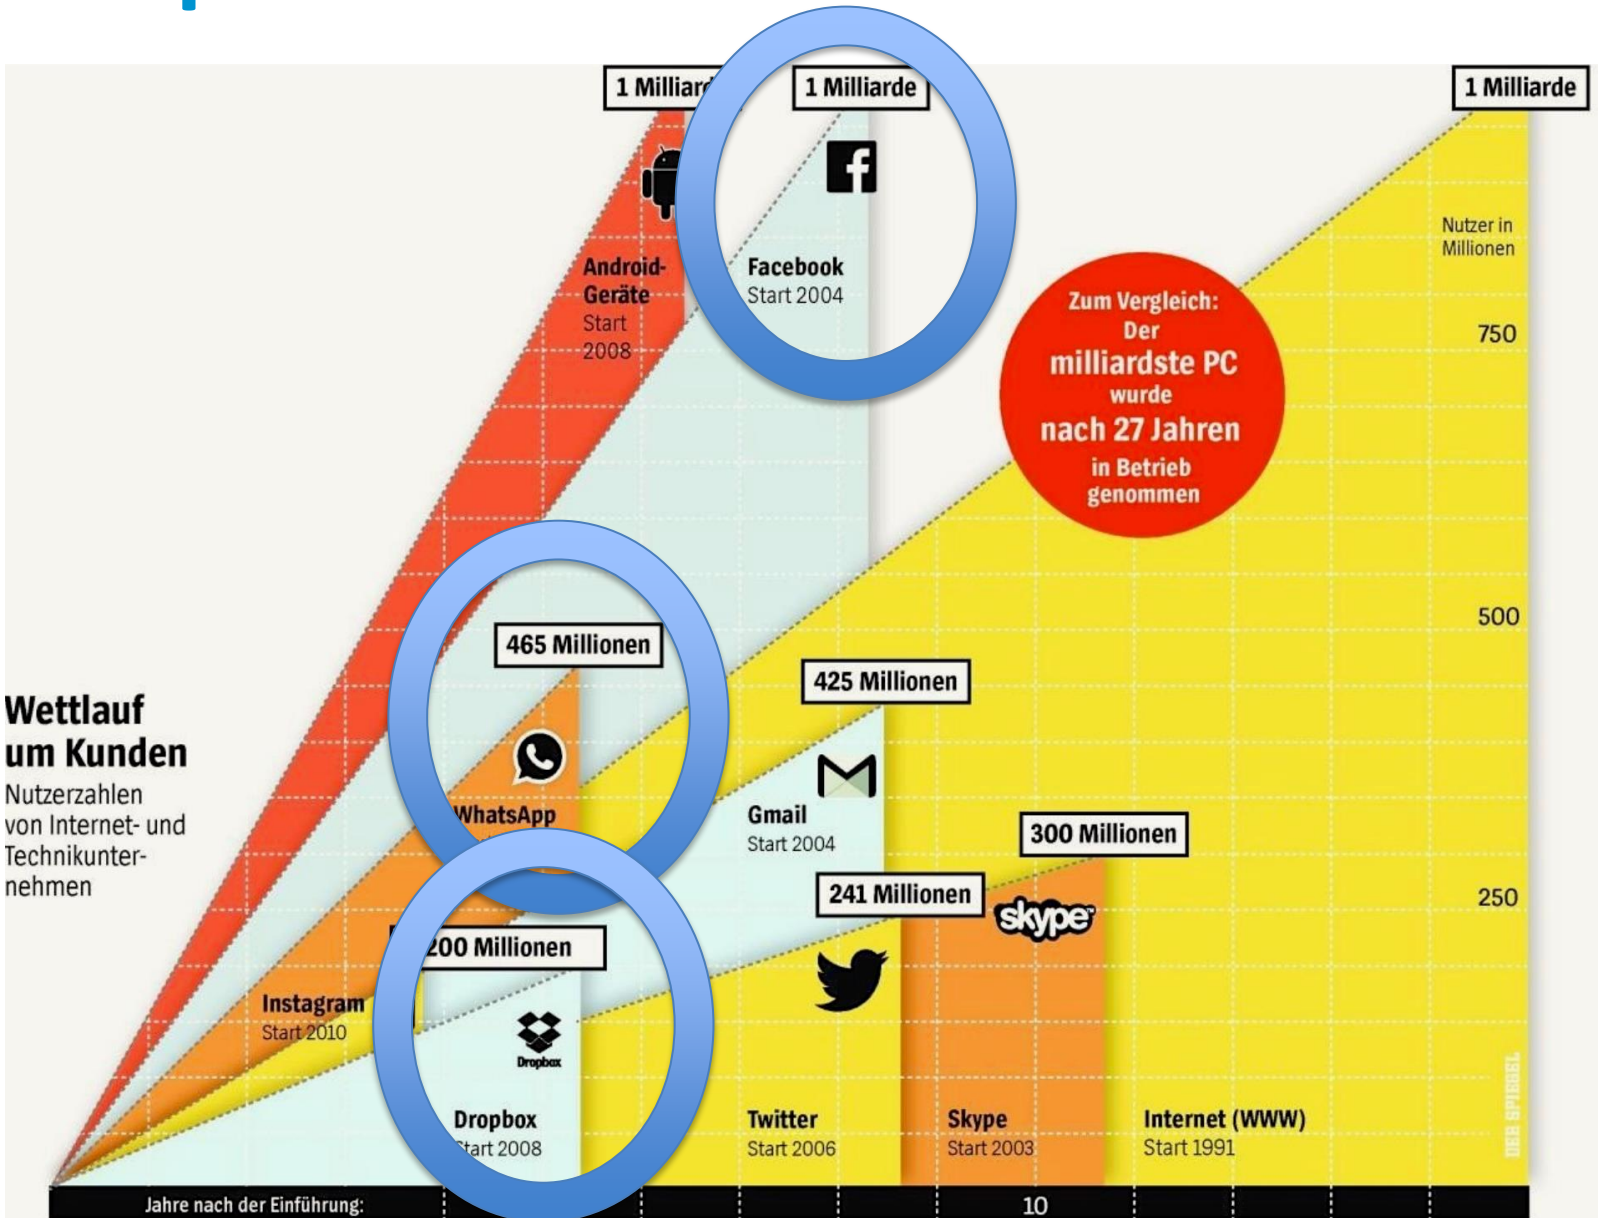 1 Milliard
1 Milliarde
1 Milliarde
Nutzer in
Millionen
Android-
Geräte
Start
2008
Facebook
Start 2004
Zum Vergleich:
Der
milliardste PC
wurde
nach 27 Jahren
in Betrieb
genommen
750
500
465 Millionen
425 Millionen
Wettlauf
um Kunden
Nutzerzahlen
von Internet- und
Technikunter-
nehmen
WhatsApp
Gmail
Start 2004
300 Millionen
241 Millionen
250
skype
200 Millionen
Instagram
Start 2010
Dropbox
Dropbox
Start 2008
Twitter
Start 2006
Skype
Start 2003
Internet (WWW)
Start 1991
DER SPIEGEL
Jahre nach der Einführung:
10